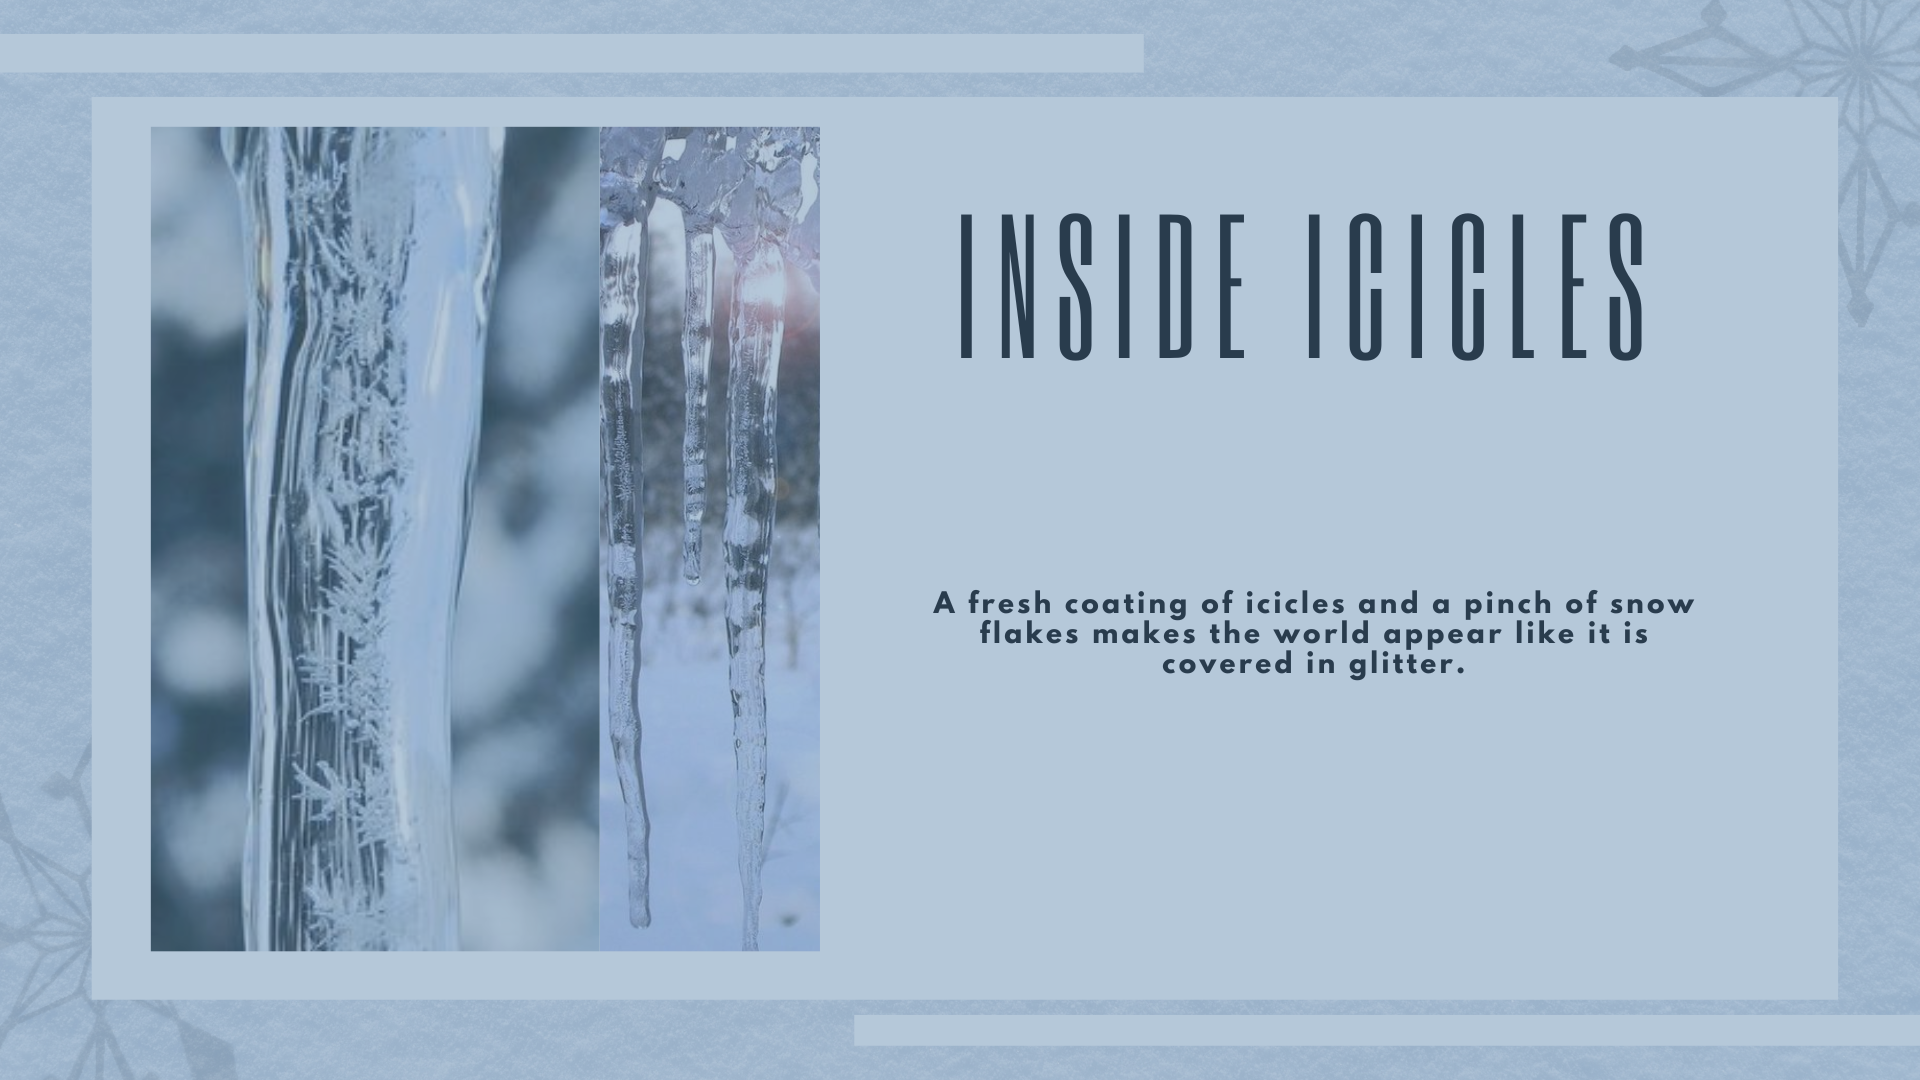 INSIDE ICICLES
A fresh coating of icicles and a pinch of snow
flakes makes the world appear like it is
covered in glitter.